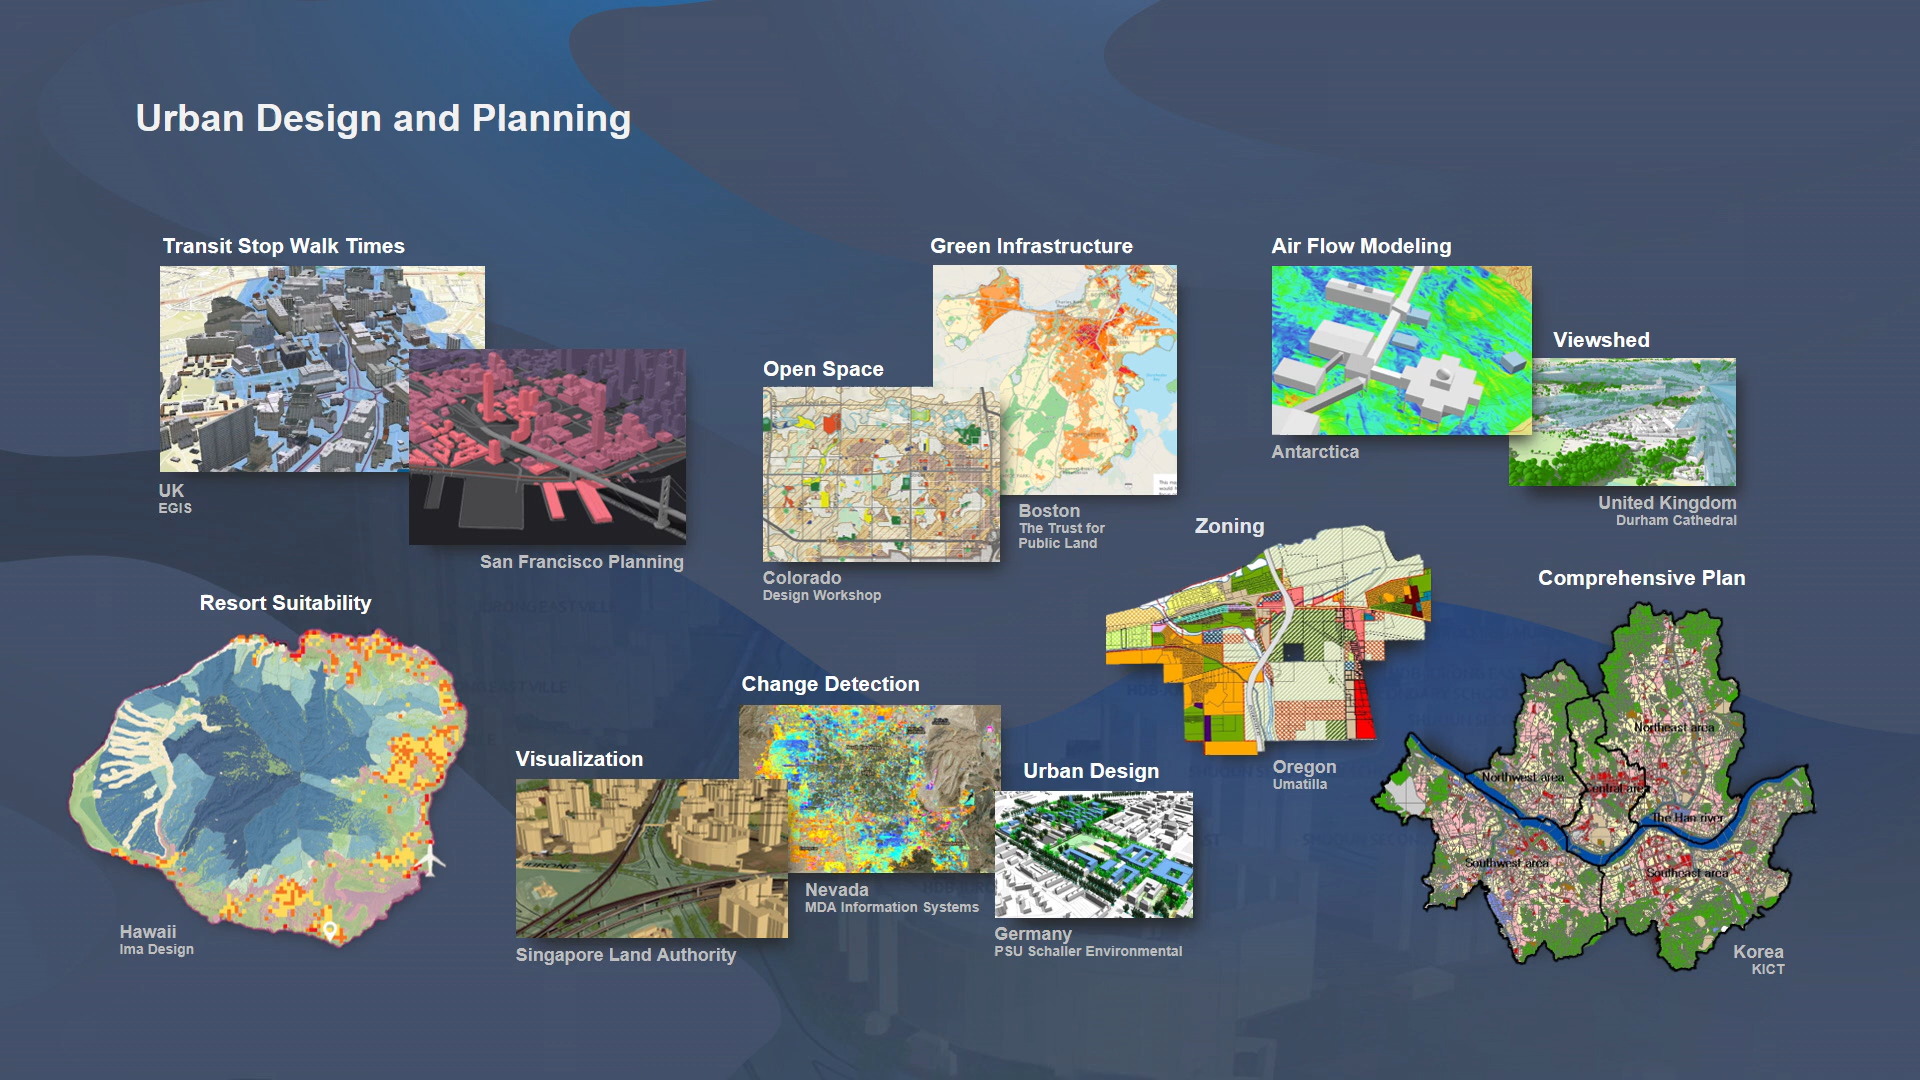 Urban Design and Planning
Transit Stop Walk Times
UK
EGIS
San Francisco Planning
Open Space
Colorado
Design Workshop
Green Infrastructure
Boston
The Trust for
Public Land
Air Flow Modeling
Antarctica
Viewshed
United Kingdom
Durham Cathedral
Zoning
Oregon
Umatilla
Comprehensive Plan
Northeast area
Northwest area
Central area
The Han river
Southwest area
Southeast area
Korea
KICT
Resort Suitability
Hawaii
Ima Design
Visualization
Singapore Land Authority
Change Detection
Nevada
MDA Information Systems
Urban Design
Germany
PSU Schaller Environmental